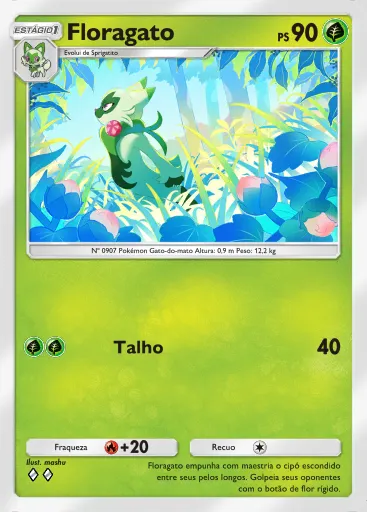 ESTÁGIO 1
Floragato
PS 90
Evolui de Sprigatito
Nº 0907 Pokémon Gato-do-mato Altura: 0,9 m Peso: 12,2 kg
Talho 40
Fraqueza +20
Recuo
Ilust. mashu
Floragato empunha com maestria o cipó escondido
entre seus pelos longos. Golpeia seus oponentes
com o botão de flor rígido.